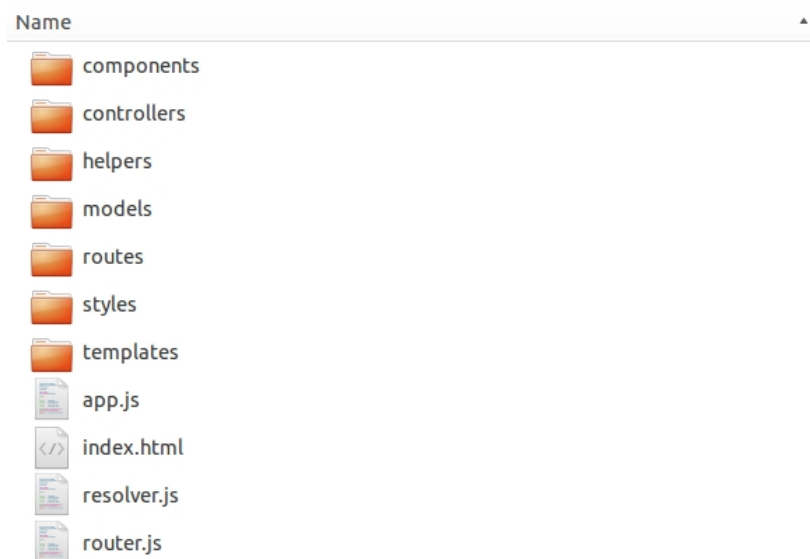 Name
components
controllers
helpers
models
routes
styles
templates
app.js
index.html
resolver.js
router.js